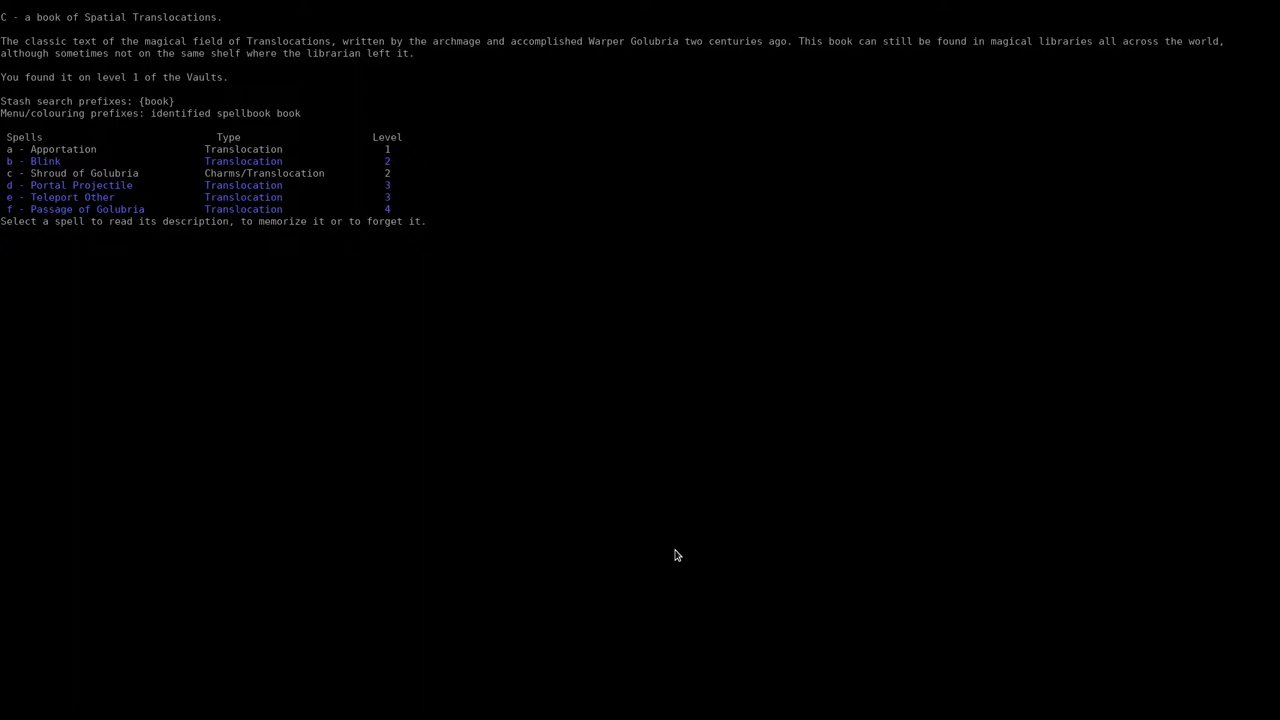 C - a book of Spatial Translocations.
The classic text of the magical field of Translocations, written by the archmage and accomplished Warper Golubria two centuries ago. This book can still be found in magical libraries all across the world,
although sometimes not on the same shelf where the librarian left it.
You found it on level 1 of the Vaults.
Stash search prefixes: {book}
Menu/colouring prefixes: identified spellbook book
Spells Type Level
a - Apportation Translocation 1
b - Blink Translocation 2
c - Shroud of Golubria Charms/Translocation 2
d - Portal Projectile Translocation 3
e - Teleport Other Translocation 3
f - Passage of Golubria Translocation 4
Select a spell to read its description, to memorize it or to forget it.